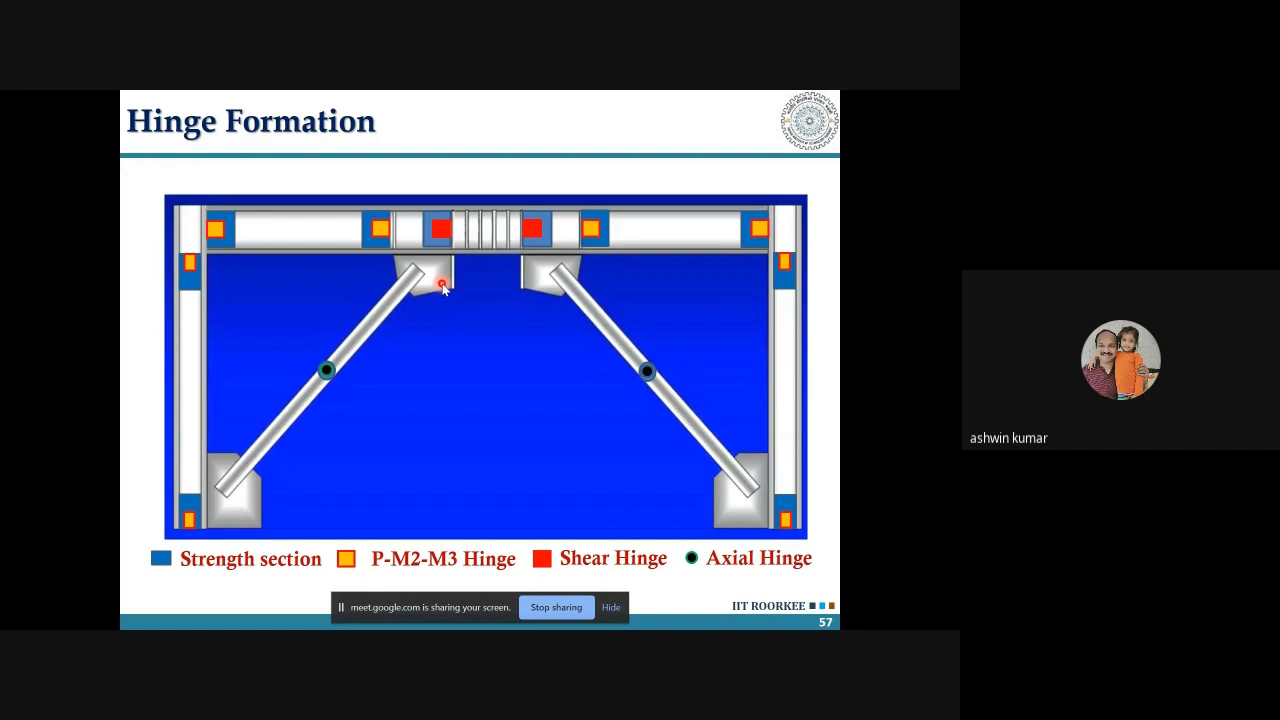 Hinge Formation
Strength section P-M2-M3 Hinge Shear Hinge Axial Hinge
meet.google.com is sharing your screen. Stop sharing Hide
IIT ROORKEE
57
ashwin kumar